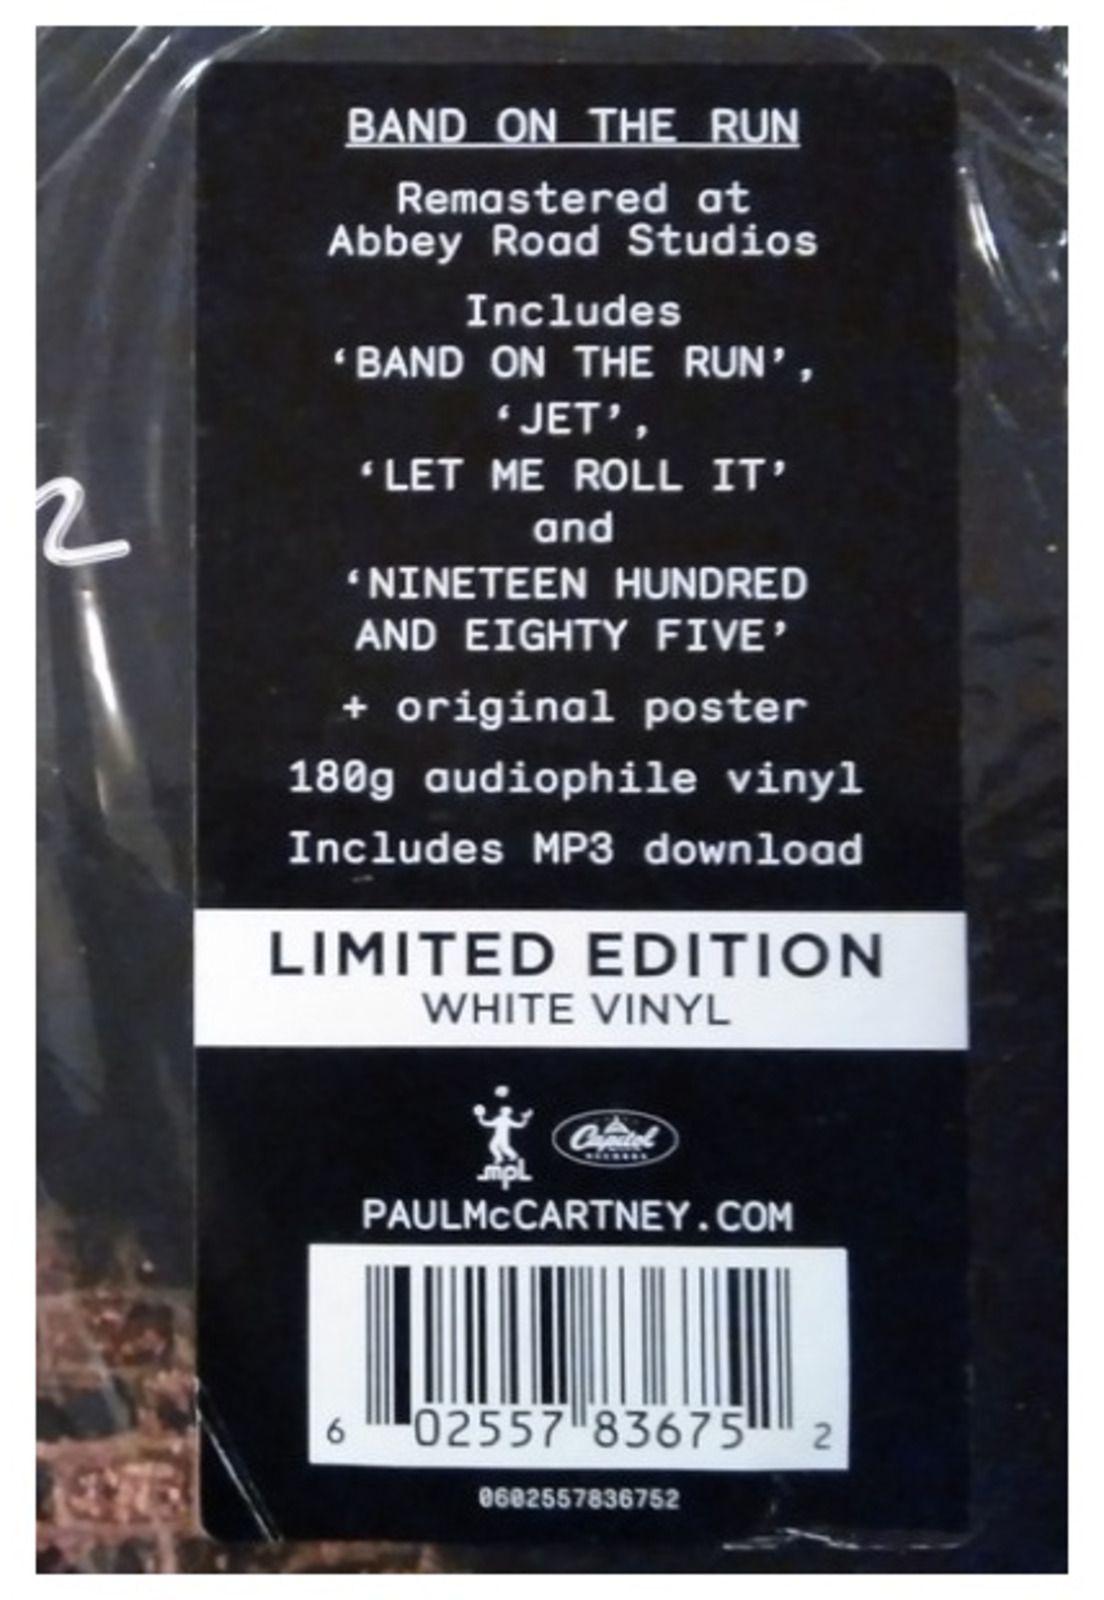 BAND ON THE RUN
Remastered at
Abbey Road Studios
Includes
‘BAND ON THE RUN’,
‘JET’,
‘LET ME ROLL IT’
and
‘NINETEEN HUNDRED
AND EIGHTY FIVE’
+ original poster
180g audiophile vinyl
Includes MP3 download
LIMITED EDITION
WHITE VINYL
mpl Capitol RECORDS
PAULMcCARTNEY.COM
6 02557 83675 2
0602557836752